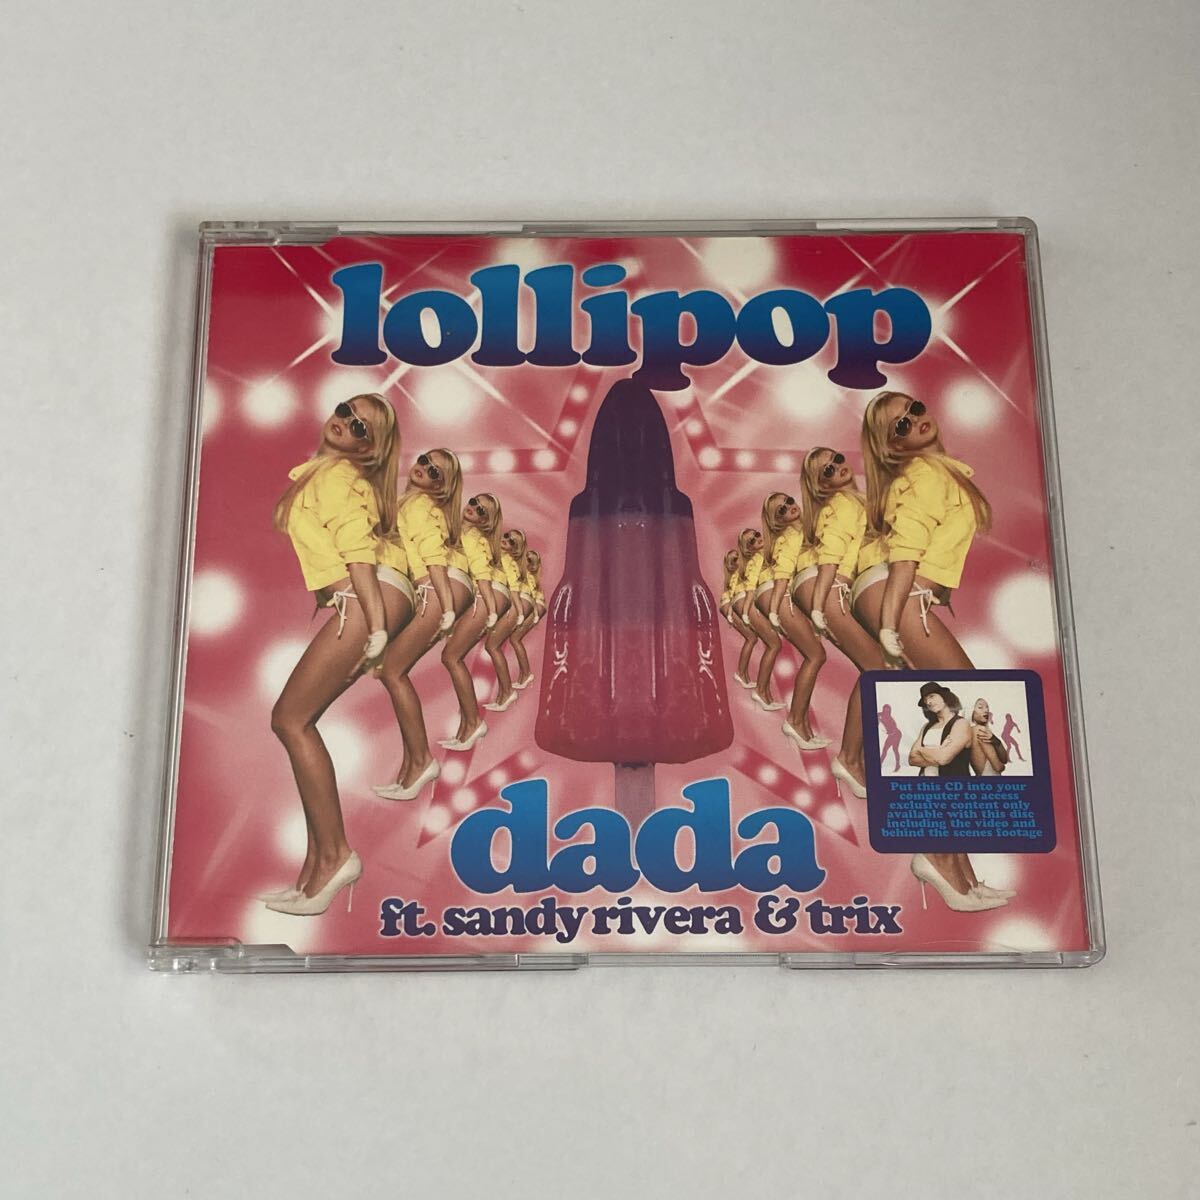 lollipop
dada
ft. sandy rivera & trix
Put this CD into your
computer to access
exclusive content only
available with this disc
including the video and
behind the scenes footage